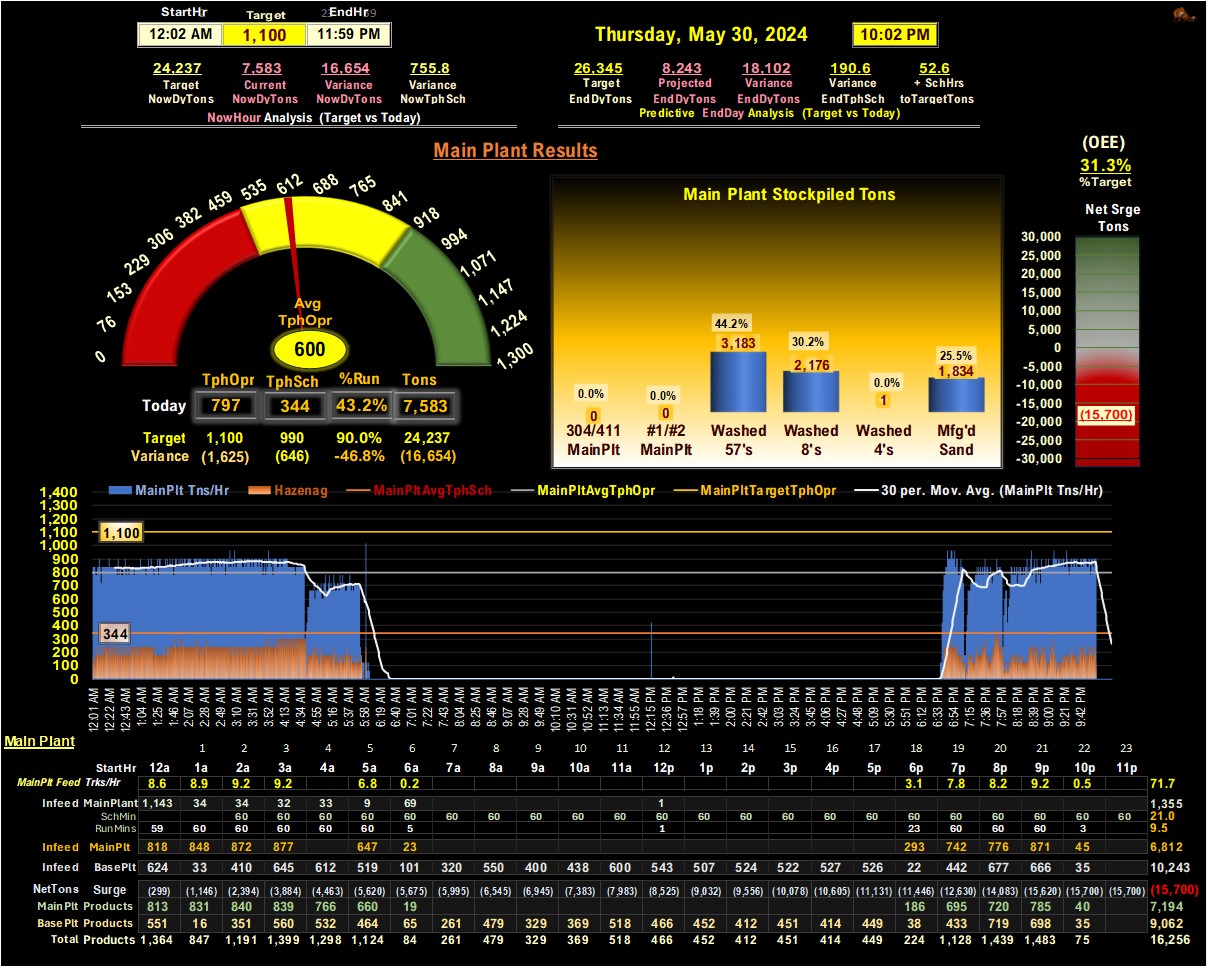 StartHr Target EndHr
12:02 AM 1,100 11:59 PM
Thursday, May 30, 2024 10:02 PM
24,237 7,583 16,654 755.8
Target Current Variance Variance
NowDyTons NowDyTons NowDyTons NowTphSch
NowHour Analysis (Target vs Today)
26,345 8,243 18,102 190.6 52.6
Target Projected Variance Variance + SchHrs
EndDyTons EndDyTons EndDyTons EndTphSch toTargetTons
Predictive EndDay Analysis (Target vs Today)
Main Plant Results
(OEE)
31.3%
%Target
0 76 153 229 306 382 459 535 612 688 765 841 918 994 1,071 1,147 1,224 1,300
Avg
TphOpr
600
TphOpr TphSch %Run Tons
Today 797 344 43.2% 7,583
Target 1,100 990 90.0% 24,237
Variance (1,625) (646) -46.8% (16,654)
Main Plant Stockpiled Tons
0.0% 0.0% 44.2% 30.2% 0.0% 25.5%
0 0 3,183 2,176 1 1,834
304/411 #1/#2 Washed Washed Washed Mfg'd
MainPlt MainPlt 57's 8's 4's Sand
Net Srge
Tons
30,000
25,000
20,000
15,000
10,000
5,000
0
-5,000
-10,000
-15,000
(15,700)
-20,000
-25,000
-30,000
MainPlt Tns/Hr Hazenag MainPltAvgTphSch MainPltAvgTphOpr MainPltTargetTphOpr 30 per. Mov. Avg. (MainPlt Tns/Hr)
1,400
1,300
1,200
1,100
1,100
1,000
900
800
700
600
500
400
344
300
200
100
0
12:01 AM 12:22 AM 12:43 AM 1:04 AM 1:25 AM 1:46 AM 2:07 AM 2:28 AM 2:49 AM 3:10 AM 3:31 AM 3:52 AM 4:13 AM 4:34 AM 4:55 AM 5:16 AM 5:37 AM 5:58 AM 6:19 AM 6:40 AM 7:01 AM 7:22 AM 7:43 AM 8:04 AM 8:25 AM 8:46 AM 9:07 AM 9:28 AM 9:49 AM 10:10 AM 10:31 AM 10:52 AM 11:13 AM 11:34 AM 11:55 AM 12:15 PM 12:36 PM 12:57 PM 1:18 PM 1:39 PM 2:00 PM 2:21 PM 2:42 PM 3:03 PM 3:24 PM 3:45 PM 4:06 PM 4:27 PM 4:48 PM 5:09 PM 5:30 PM 5:51 PM 6:12 PM 6:33 PM 6:54 PM 7:15 PM 7:36 PM 7:57 PM 8:18 PM 8:39 PM 9:00 PM 9:21 PM 9:42 PM
Main Plant
1 2 3 4 5 6 7 8 9 10 11 12 13 14 15 16 17 18 19 20 21 22 23
StartHr 12a 1a 2a 3a 4a 5a 6a 7a 8a 9a 10a 11a 12p 1p 2p 3p 4p 5p 6p 7p 8p 9p 10p 11p
MainPlt Feed Trks/Hr 8.6 8.9 9.2 9.2 6.8 0.2 3.1 7.8 8.2 9.2 0.5 71.7
Infeed MainPlant 1,143 34 34 32 33 9 69 1 1,355
SchMin 60 60 60 60 60 60 60 60 60 60 60 60 60 60 60 60 60 60 60 60 60 60 21.0
RunMins 59 60 60 60 60 60 5 1 23 60 60 60 3 9.5
Infeed MainPlt 818 848 872 877 647 23 293 742 776 871 45 6,812
Infeed BasePlt 624 33 410 645 612 519 101 320 550 400 438 600 543 507 524 522 527 526 22 442 677 666 35 10,243
NetTons Surge (299) (1,146) (2,394) (3,884) (4,463) (5,620) (5,675) (5,995) (6,545) (6,945) (7,383) (7,983) (8,525) (9,032) (9,556) (10,078) (10,605) (11,131) (11,446) (12,630) (14,083) (15,620) (15,700) (15,700) (15,700)
MainPlt Products 813 831 840 839 766 660 19 186 695 720 785 40 7,194
BasePlt Products 551 16 351 560 532 464 65 261 479 329 369 518 466 452 412 451 414 449 38 433 719 698 35 9,062
Total Products 1,364 847 1,191 1,399 1,298 1,124 84 261 479 329 369 518 466 452 412 451 414 449 224 1,128 1,439 1,483 75 16,256